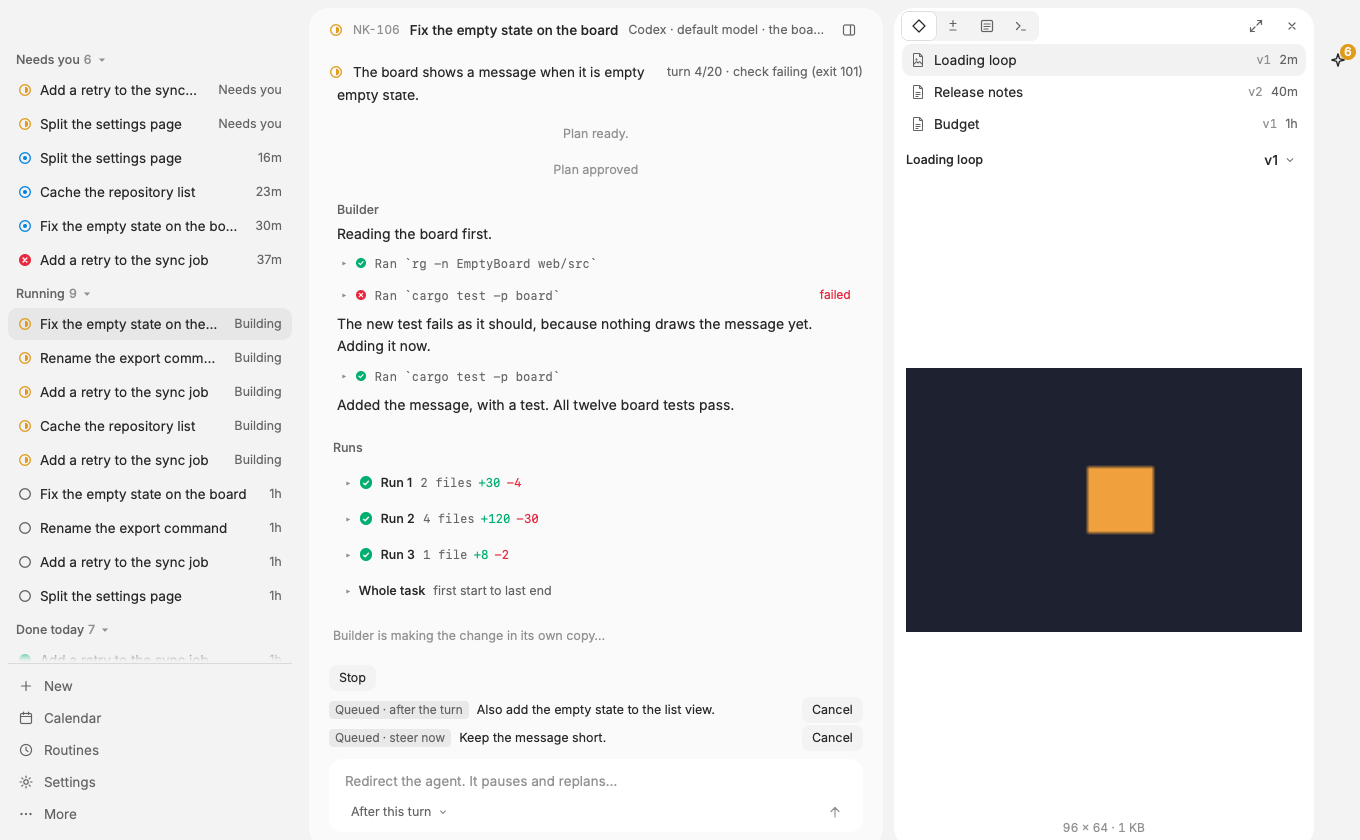 Needs you 6
Add a retry to the sync... Needs you
Split the settings page Needs you
Split the settings page 16m
Cache the repository list 23m
Fix the empty state on the bo... 30m
Add a retry to the sync job 37m
Running 9
Fix the empty state on the... Building
Rename the export comm... Building
Add a retry to the sync job Building
Cache the repository list Building
Add a retry to the sync job Building
Fix the empty state on the board 1h
Rename the export command 1h
Add a retry to the sync job 1h
Split the settings page 1h
Done today 7
Add a retry to the sync job 1h
New
Calendar
Routines
Settings
More
NK-106 Fix the empty state on the board Codex · default model · the boa...
The board shows a message when it is empty turn 4/20 · check failing (exit 101)
empty state.
Plan ready.
Plan approved
Builder
Reading the board first.
Ran `rg -n EmptyBoard web/src`
Ran `cargo test -p board` failed
The new test fails as it should, because nothing draws the message yet.
Adding it now.
Ran `cargo test -p board`
Added the message, with a test. All twelve board tests pass.
Runs
Run 1 2 files +30 −4
Run 2 4 files +120 −30
Run 3 1 file +8 −2
Whole task first start to last end
Builder is making the change in its own copy...
Stop
Queued · after the turn Also add the empty state to the list view. Cancel
Queued · steer now Keep the message short. Cancel
Redirect the agent. It pauses and replans...
After this turn
Loading loop v1 2m
Release notes v2 40m
Budget v1 1h
Loading loop v1
96 × 64 · 1 KB
6